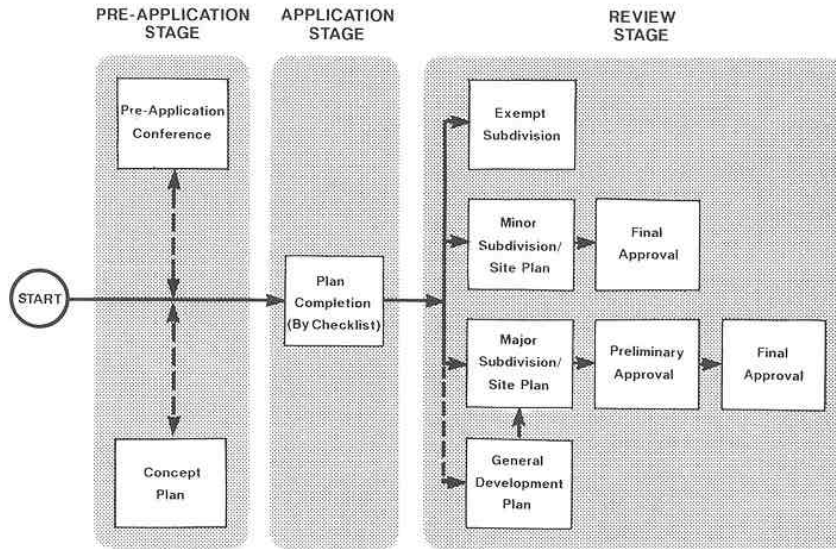 PRE-APPLICATION
STAGE
APPLICATION
STAGE
REVIEW
STAGE
START
Pre-Application
Conference
Concept
Plan
Plan
Completion
(By Checklist)
Exempt
Subdivision
Minor
Subdivision/
Site Plan
Final
Approval
Major
Subdivision/
Site Plan
Preliminary
Approval
Final
Approval
General
Development
Plan